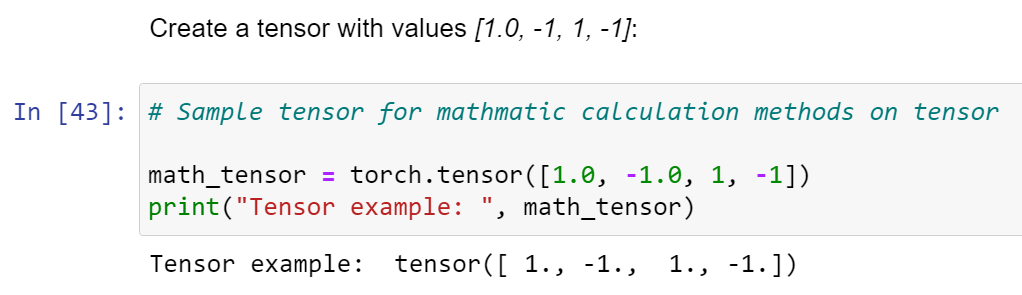 Create a tensor with values [1.0, -1, 1, -1]:
In [43]: # Sample tensor for mathmatic calculation methods on tensor
math_tensor = torch.tensor([1.0, -1.0, 1, -1])
print("Tensor example: ", math_tensor)
Tensor example:  tensor([ 1., -1.,  1., -1.])